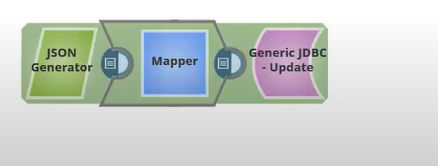 JSON
Generator
Mapper
Generic JDBC
- Update